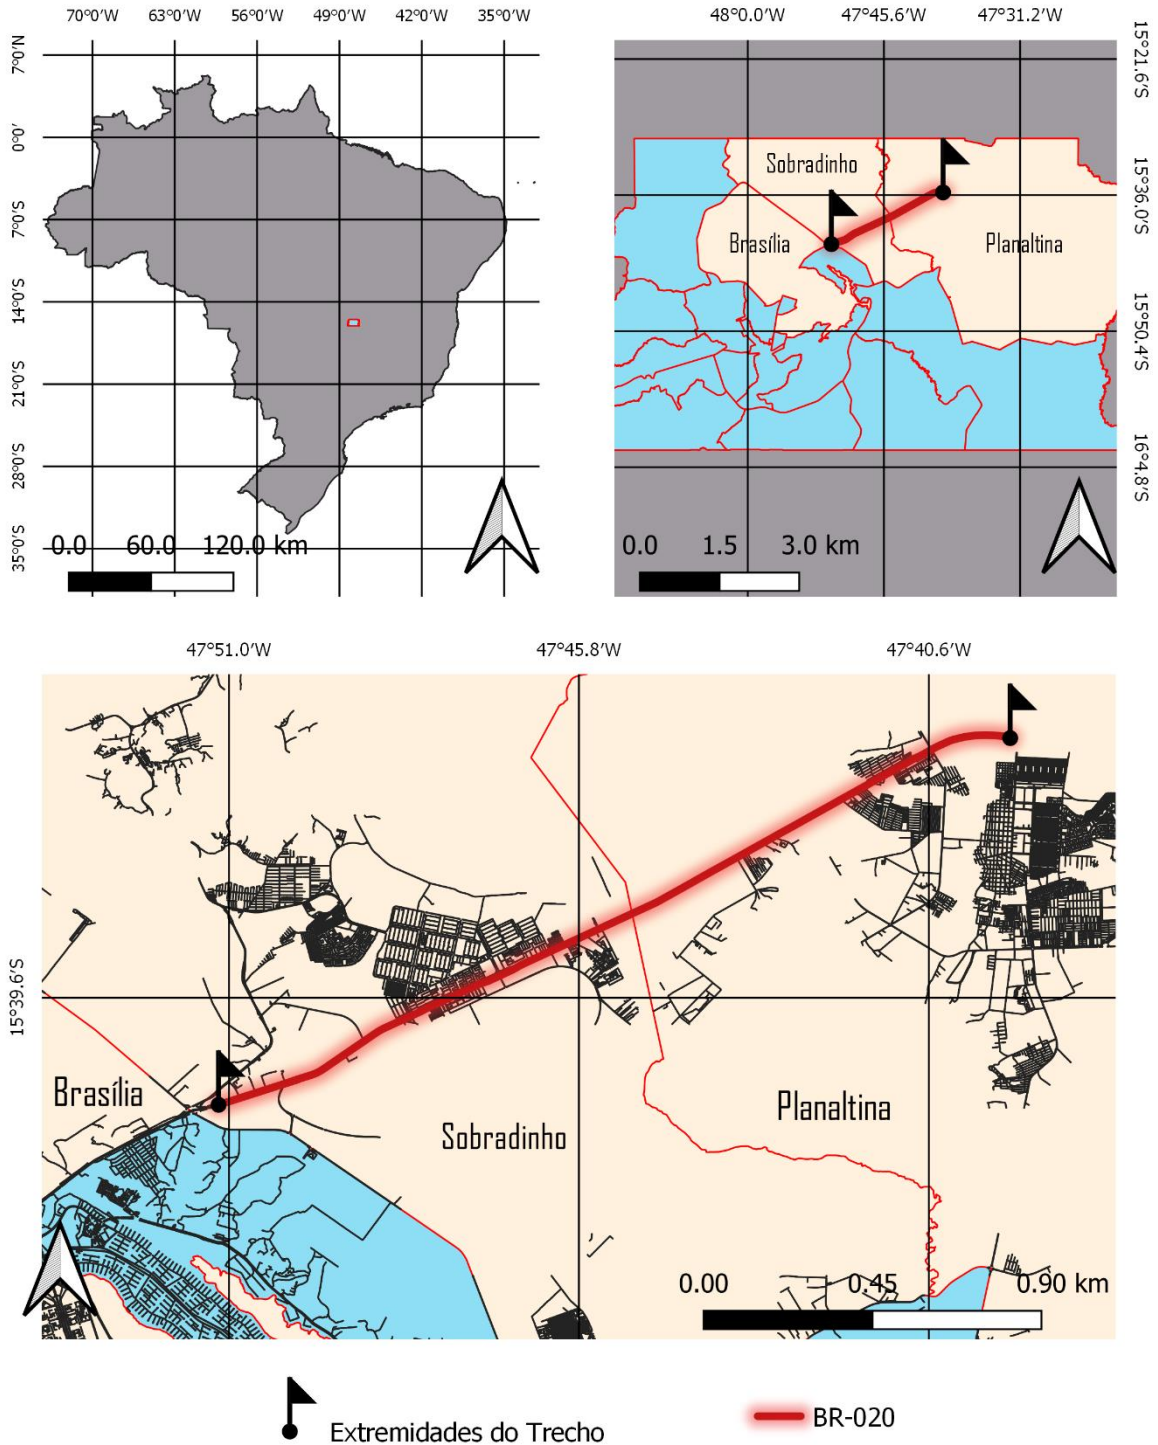 70°0'W 63°0'W 56°0'W 49°0'W 42°0'W 35°0'W
7°0'N
0°0'
7°0'S
14°0'S
21°0'S
28°0'S
35°0'S
0.0 60.0 120.0 km
48°0.0'W 47°45.6'W 47°31.2'W
15°21.6'S
15°36.0'S
15°50.4'S
16°4.8'S
Sobradinho
Brasília
Planaltina
0.0 1.5 3.0 km
47°51.0'W 47°45.8'W 47°40.6'W
15°39.6'S
Brasília
Planaltina
Sobradinho
0.00 0.45 0.90 km
Extremidades do Trecho
BR-020